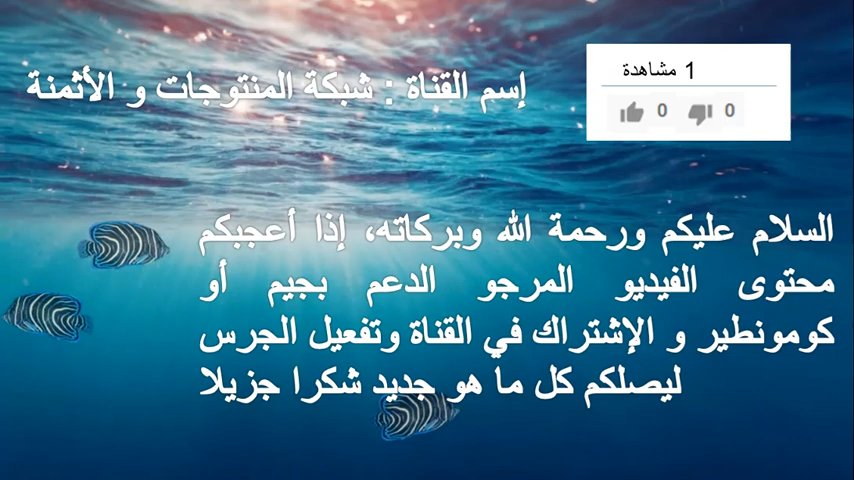 إسم القناة : شبكة المنتوجات و الأثمنة
1 مشاهدة
0 0
السلام عليكم ورحمة الله وبركاته، إذا أعجبكم
محتوى الفيديو المرجو الدعم بجيم أو
كومونطير و الإشتراك في القناة وتفعيل الجرس
ليصلكم كل ما هو جديد شكرا جزيلا